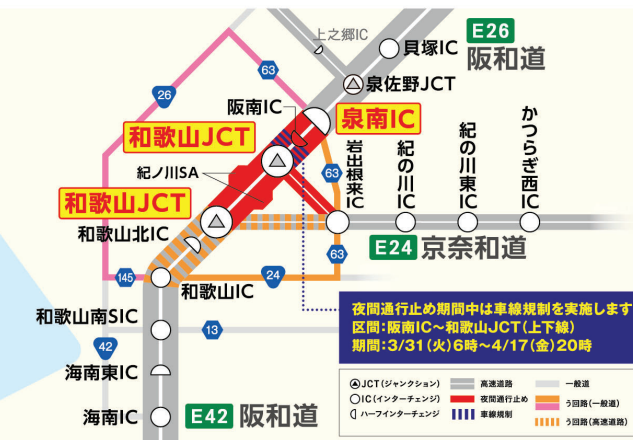 上之郷IC
貝塚IC
E26
阪和道
63
26
泉佐野JCT
阪南IC
泉南IC
和歌山JCT
紀ノ川SA
63
岩出根来IC
紀の川IC
紀の川東IC
かつらぎ西IC
和歌山JCT
和歌山北IC
63
E24 京奈和道
145
和歌山IC
24
夜間通行止め期間中は車線規制を実施します
区間:阪南IC~和歌山JCT(上下線)
期間:3/31(火)6時~4/17(金)20時
和歌山南SIC
13
42
海南東IC
海南IC
E42 阪和道
JCT(ジャンクション)
高速道路
一般道
IC(インターチェンジ)
夜間通行止め
う回路(一般道)
ハーフインターチェンジ
車線規制
う回路(高速道路)